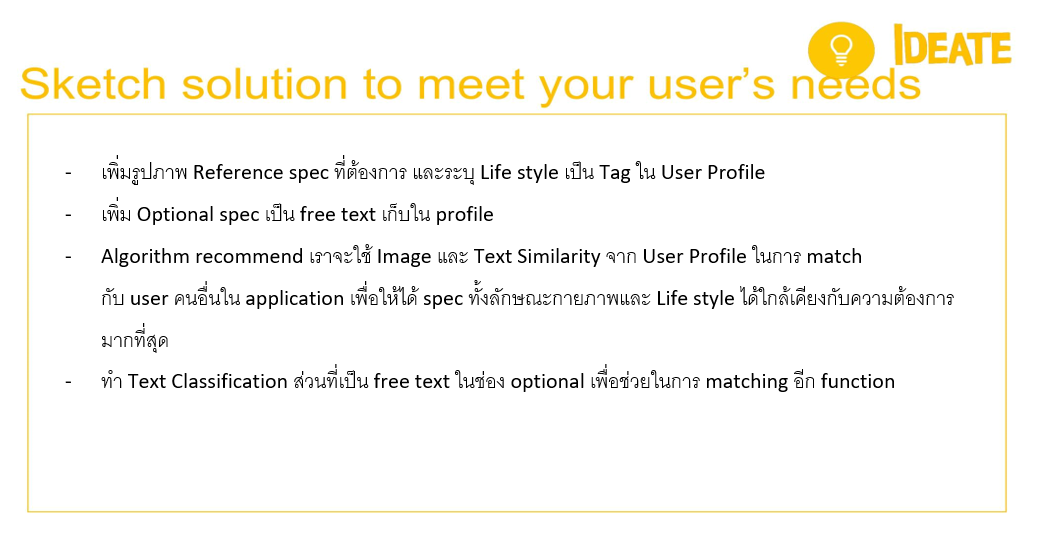 IDEATE
Sketch solution to meet your user's needs
- เพิ่มรูปภาพ Reference spec ที่ต้องการ และระบุ Life style เป็น Tag ใน User Profile
- เพิ่ม Optional spec เป็น free text เก็บใน profile
- Algorithm recommend เราจะใช้ Image และ Text Similarity จาก User Profile ในการ match
กับ user คนอื่นใน application เพื่อให้ได้ spec ทั้งลักษณะกายภาพและ Life style ได้ใกล้เคียงกับความต้องการ
มากที่สุด
- ทำ Text Classification ส่วนที่เป็น free text ในช่อง optional เพื่อช่วยในการ matching อีก function